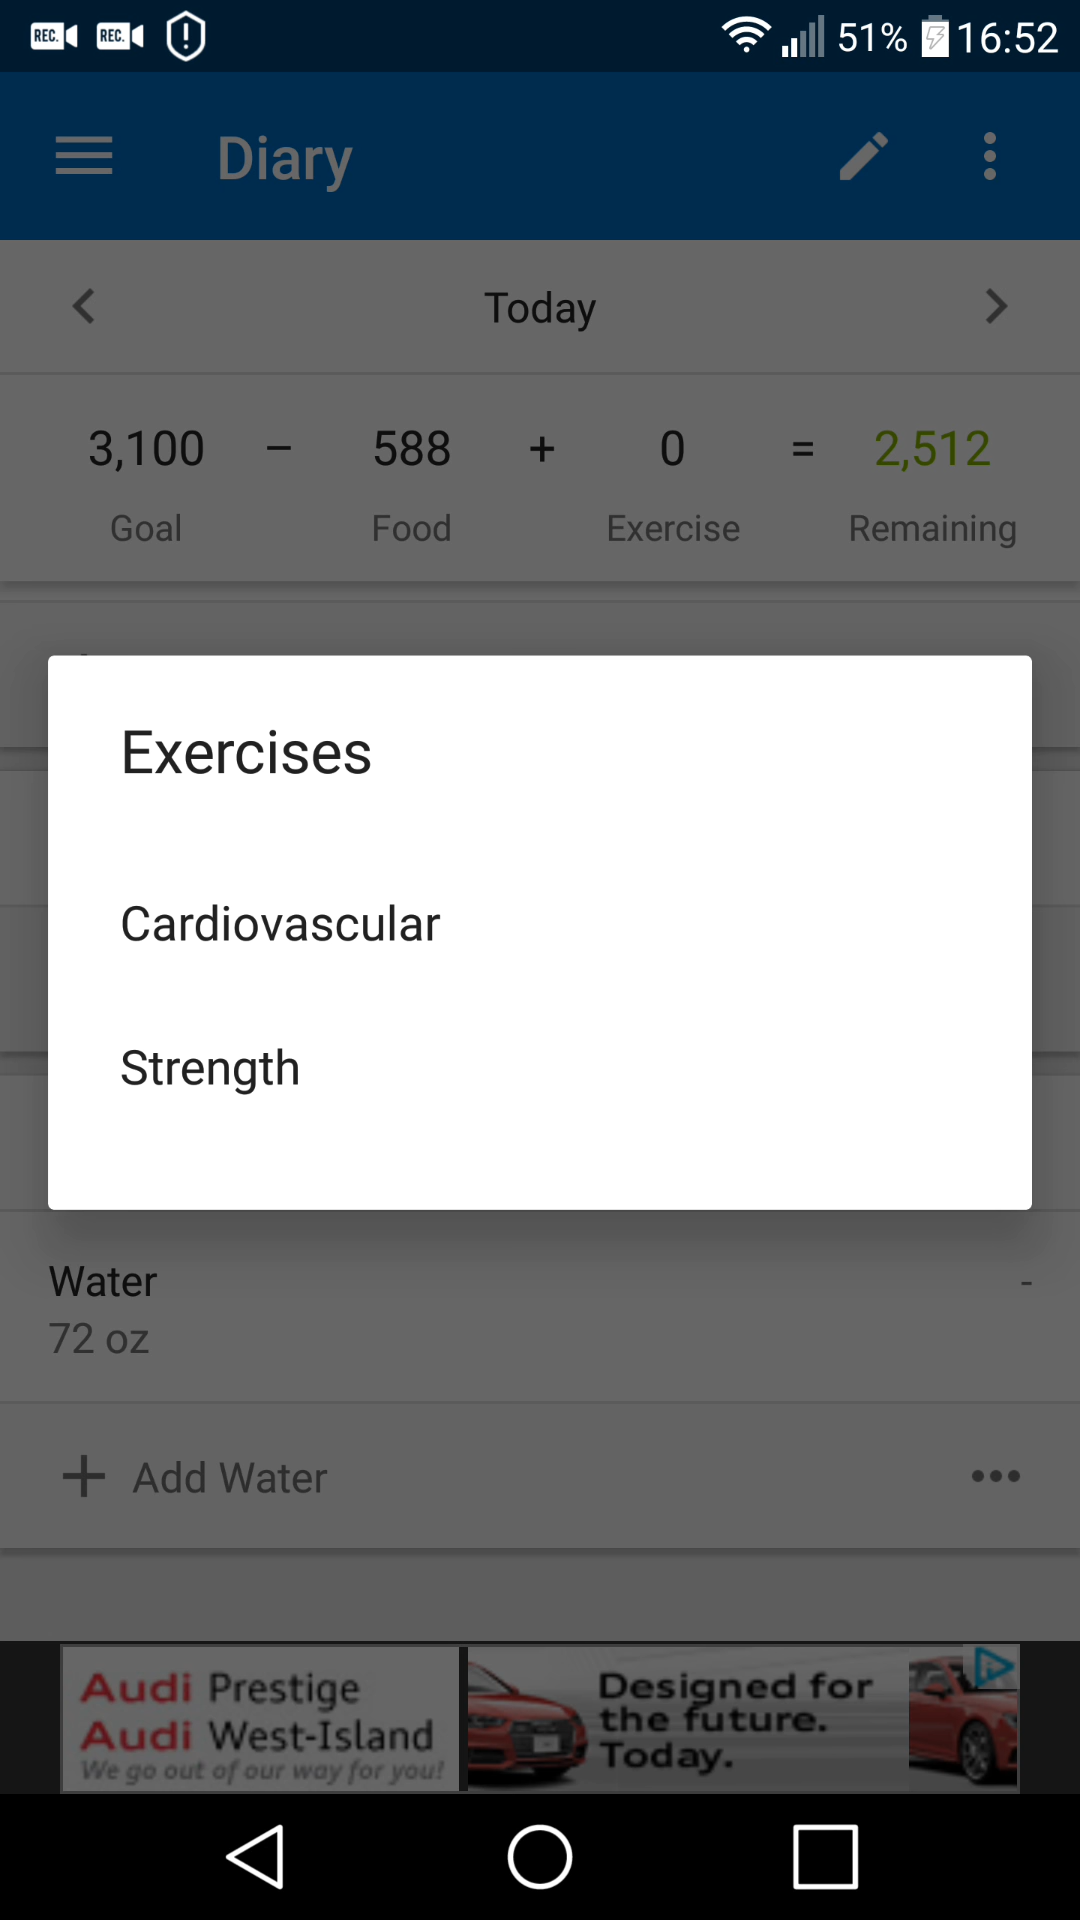 REC. REC. 51% 16:52
Diary
Today
3,100 – 588 + 0 = 2,512
Goal Food Exercise Remaining
Exercises
Cardiovascular
Strength
Water -
72 oz
+ Add Water
Audi Prestige
Audi West-Island
We go out of our way for you!
Designed for
the future.
Today.